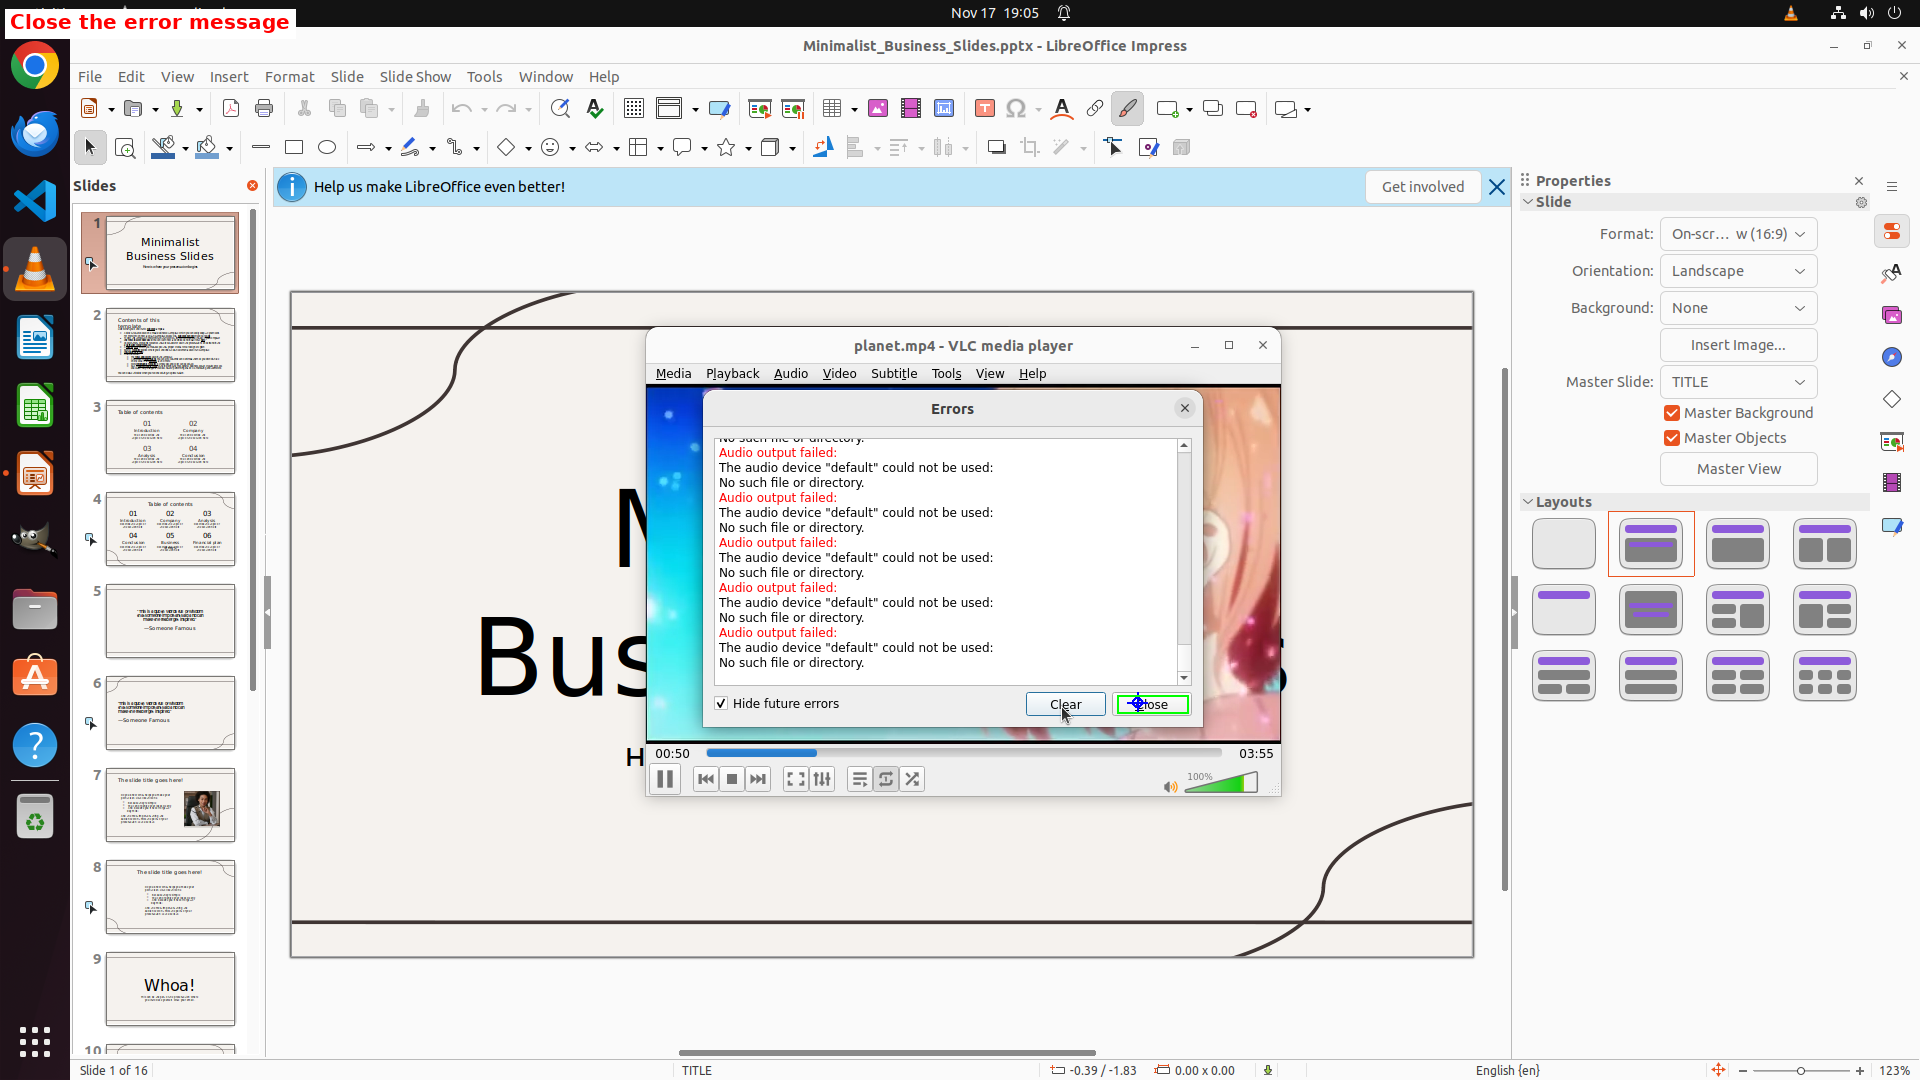 Close the error message
Nov 17 19:05
Minimalist_Business_Slides.pptx - LibreOffice Impress
File Edit View Insert Format Slide Slide Show Tools Window Help
Slides
Help us make LibreOffice even better!
Get involved
Properties
Slide
Format: On-scr... w (16:9)
Orientation: Landscape
Background: None
Insert Image...
Master Slide: TITLE
Master Background
Master Objects
Master View
Layouts
1
Minimalist
Business Slides
2
Contents of this
3
Table of contents
01 02
Introduction Company
03 04
Analysis Conclusion
4
Table of contents
01 02 03
Introduction Company Analysis
04 05 06
Conclusion Business Financial plan
5
—Someone Famous
6
—Someone Famous
7
The slide title goes here!
8
The slide title goes here!
9
Whoa!
10
planet.mp4 - VLC media player
Media Playback Audio Video Subtitle Tools View Help
Errors
No such file or directory.
Audio output failed:
The audio device "default" could not be used:
No such file or directory.
Audio output failed:
The audio device "default" could not be used:
No such file or directory.
Audio output failed:
The audio device "default" could not be used:
No such file or directory.
Audio output failed:
The audio device "default" could not be used:
No such file or directory.
Audio output failed:
The audio device "default" could not be used:
No such file or directory.
Hide future errors
Clear
Close
00:50
03:55
100%
Bus
H
Slide 1 of 16
TITLE
-0.39 / -1.83
0.00 x 0.00
English {en}
123%